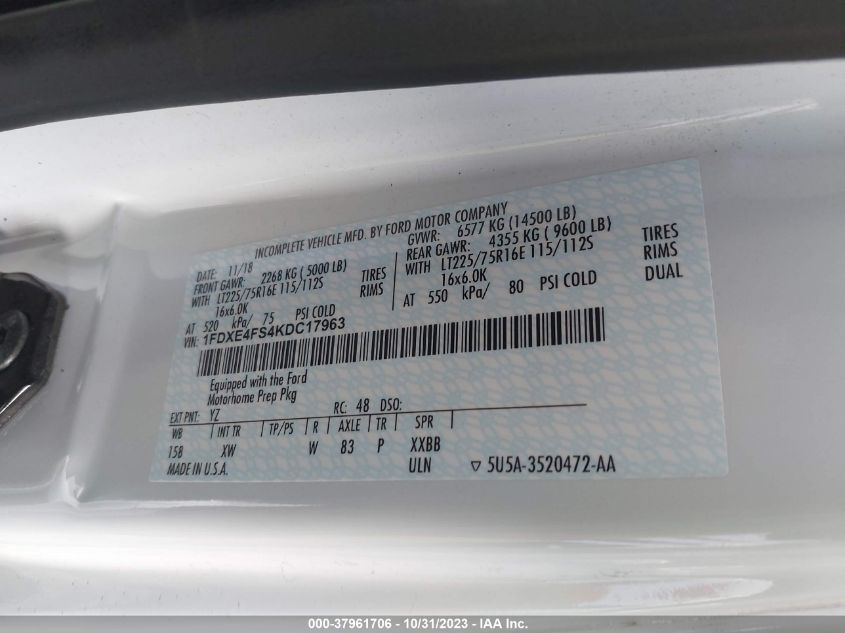 INCOMPLETE VEHICLE MFD. BY FORD MOTOR COMPANY
DATE: 11/18
FRONT GAWR: 2268 KG ( 5000 LB)
WITH LT225/75R16E 115/112S TIRES
16x6.0K RIMS
AT 520 kPa/ 75 PSI COLD
GVWR: 6577 KG (14500 LB)
REAR GAWR: 4355 KG ( 9600 LB)
WITH LT225/75R16E 115/112S TIRES
16x6.0K RIMS
AT 550 kPa/ 80 PSI COLD DUAL
VIN: 1FDXE4FS4KDC17963
Equipped with the Ford
Motorhome Prep Pkg
EXT PNT: YZ RC: 48 DSO:
WB INT TR TP/PS R AXLE TR SPR
158 XW W 83 P XXBB
MADE IN U.S.A. ULN ▽ 5U5A-3520472-AA
000-37961706 - 10/31/2023 - IAA Inc.